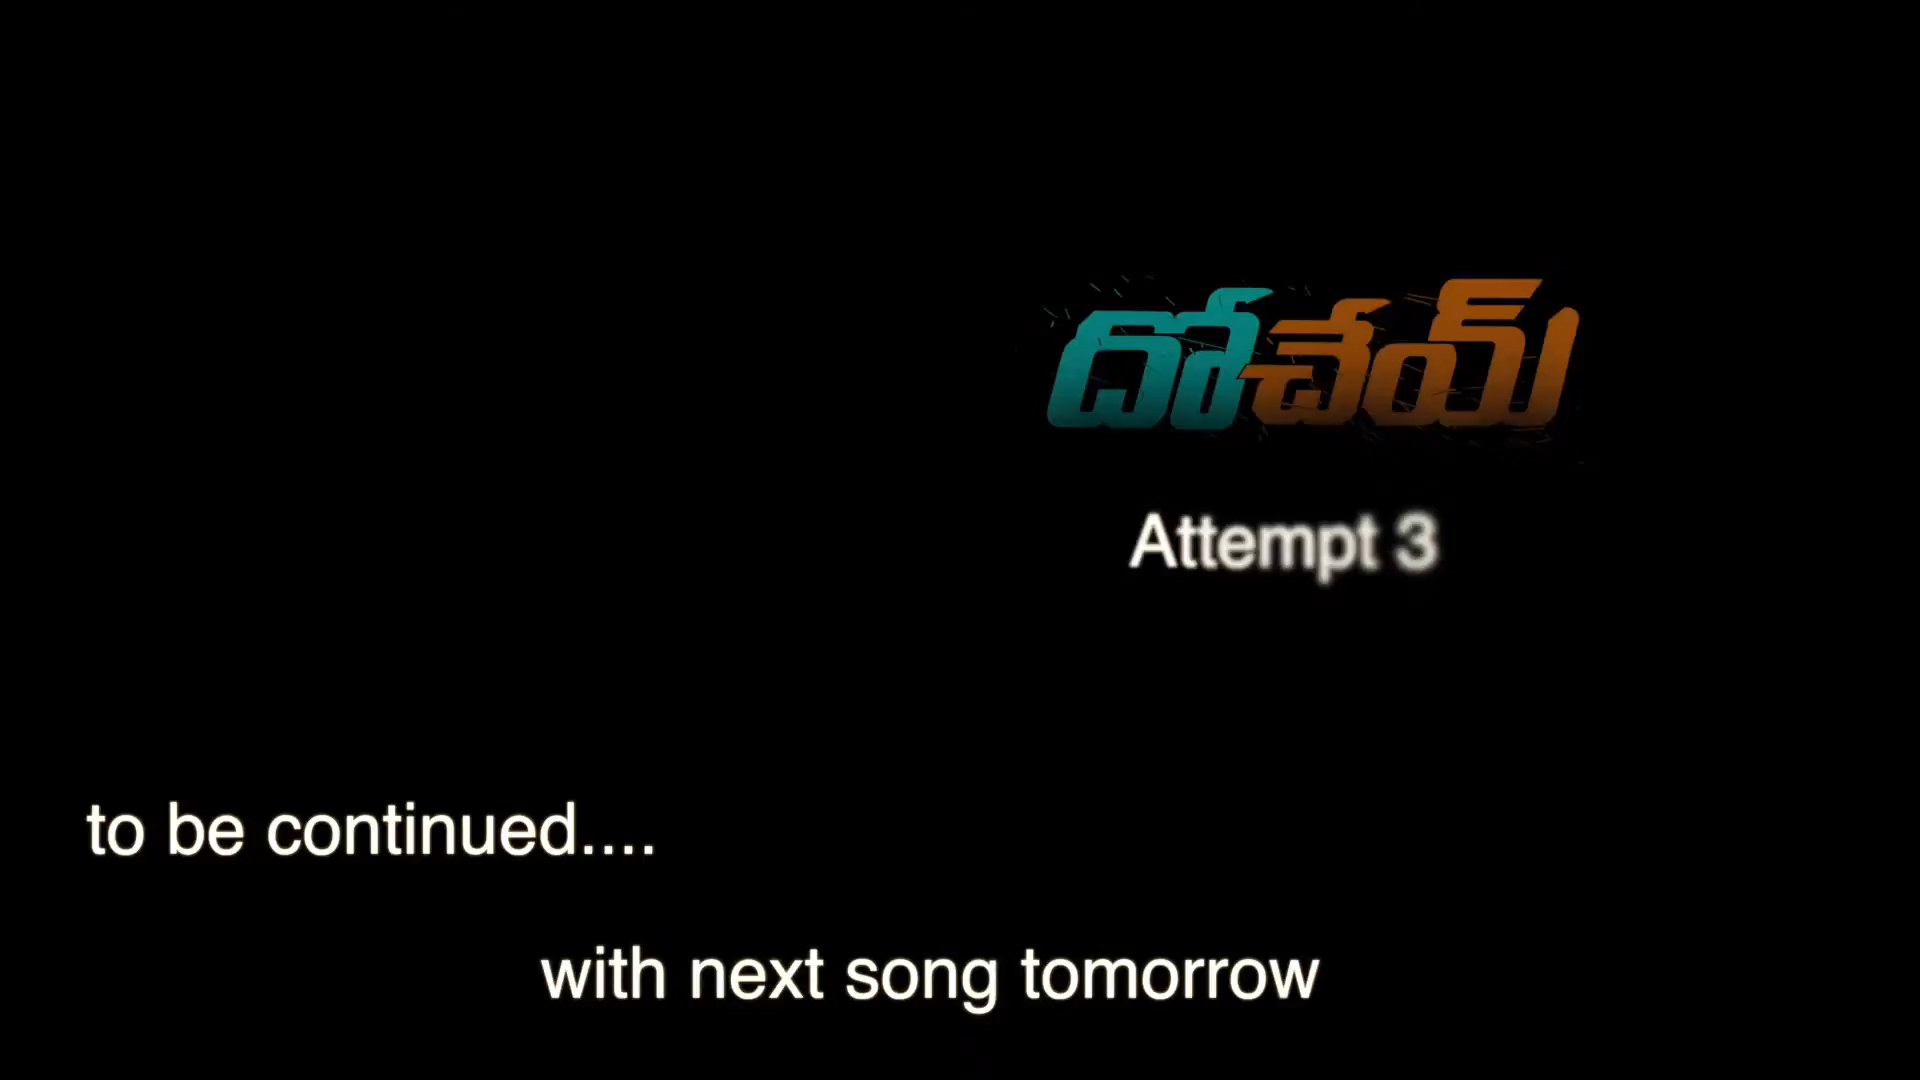 దోచేయ్
Attempt 3
to be continued....
with next song tomorrow